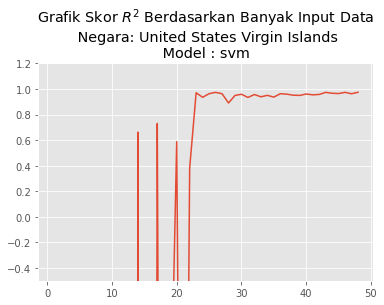 Grafik Skor R² Berdasarkan Banyak Input Data
Negara: United States Virgin Islands
Model : svm
1.2
1.0
0.8
0.6
0.4
0.2
0.0
−0.2
−0.4
0 10 20 30 40 50